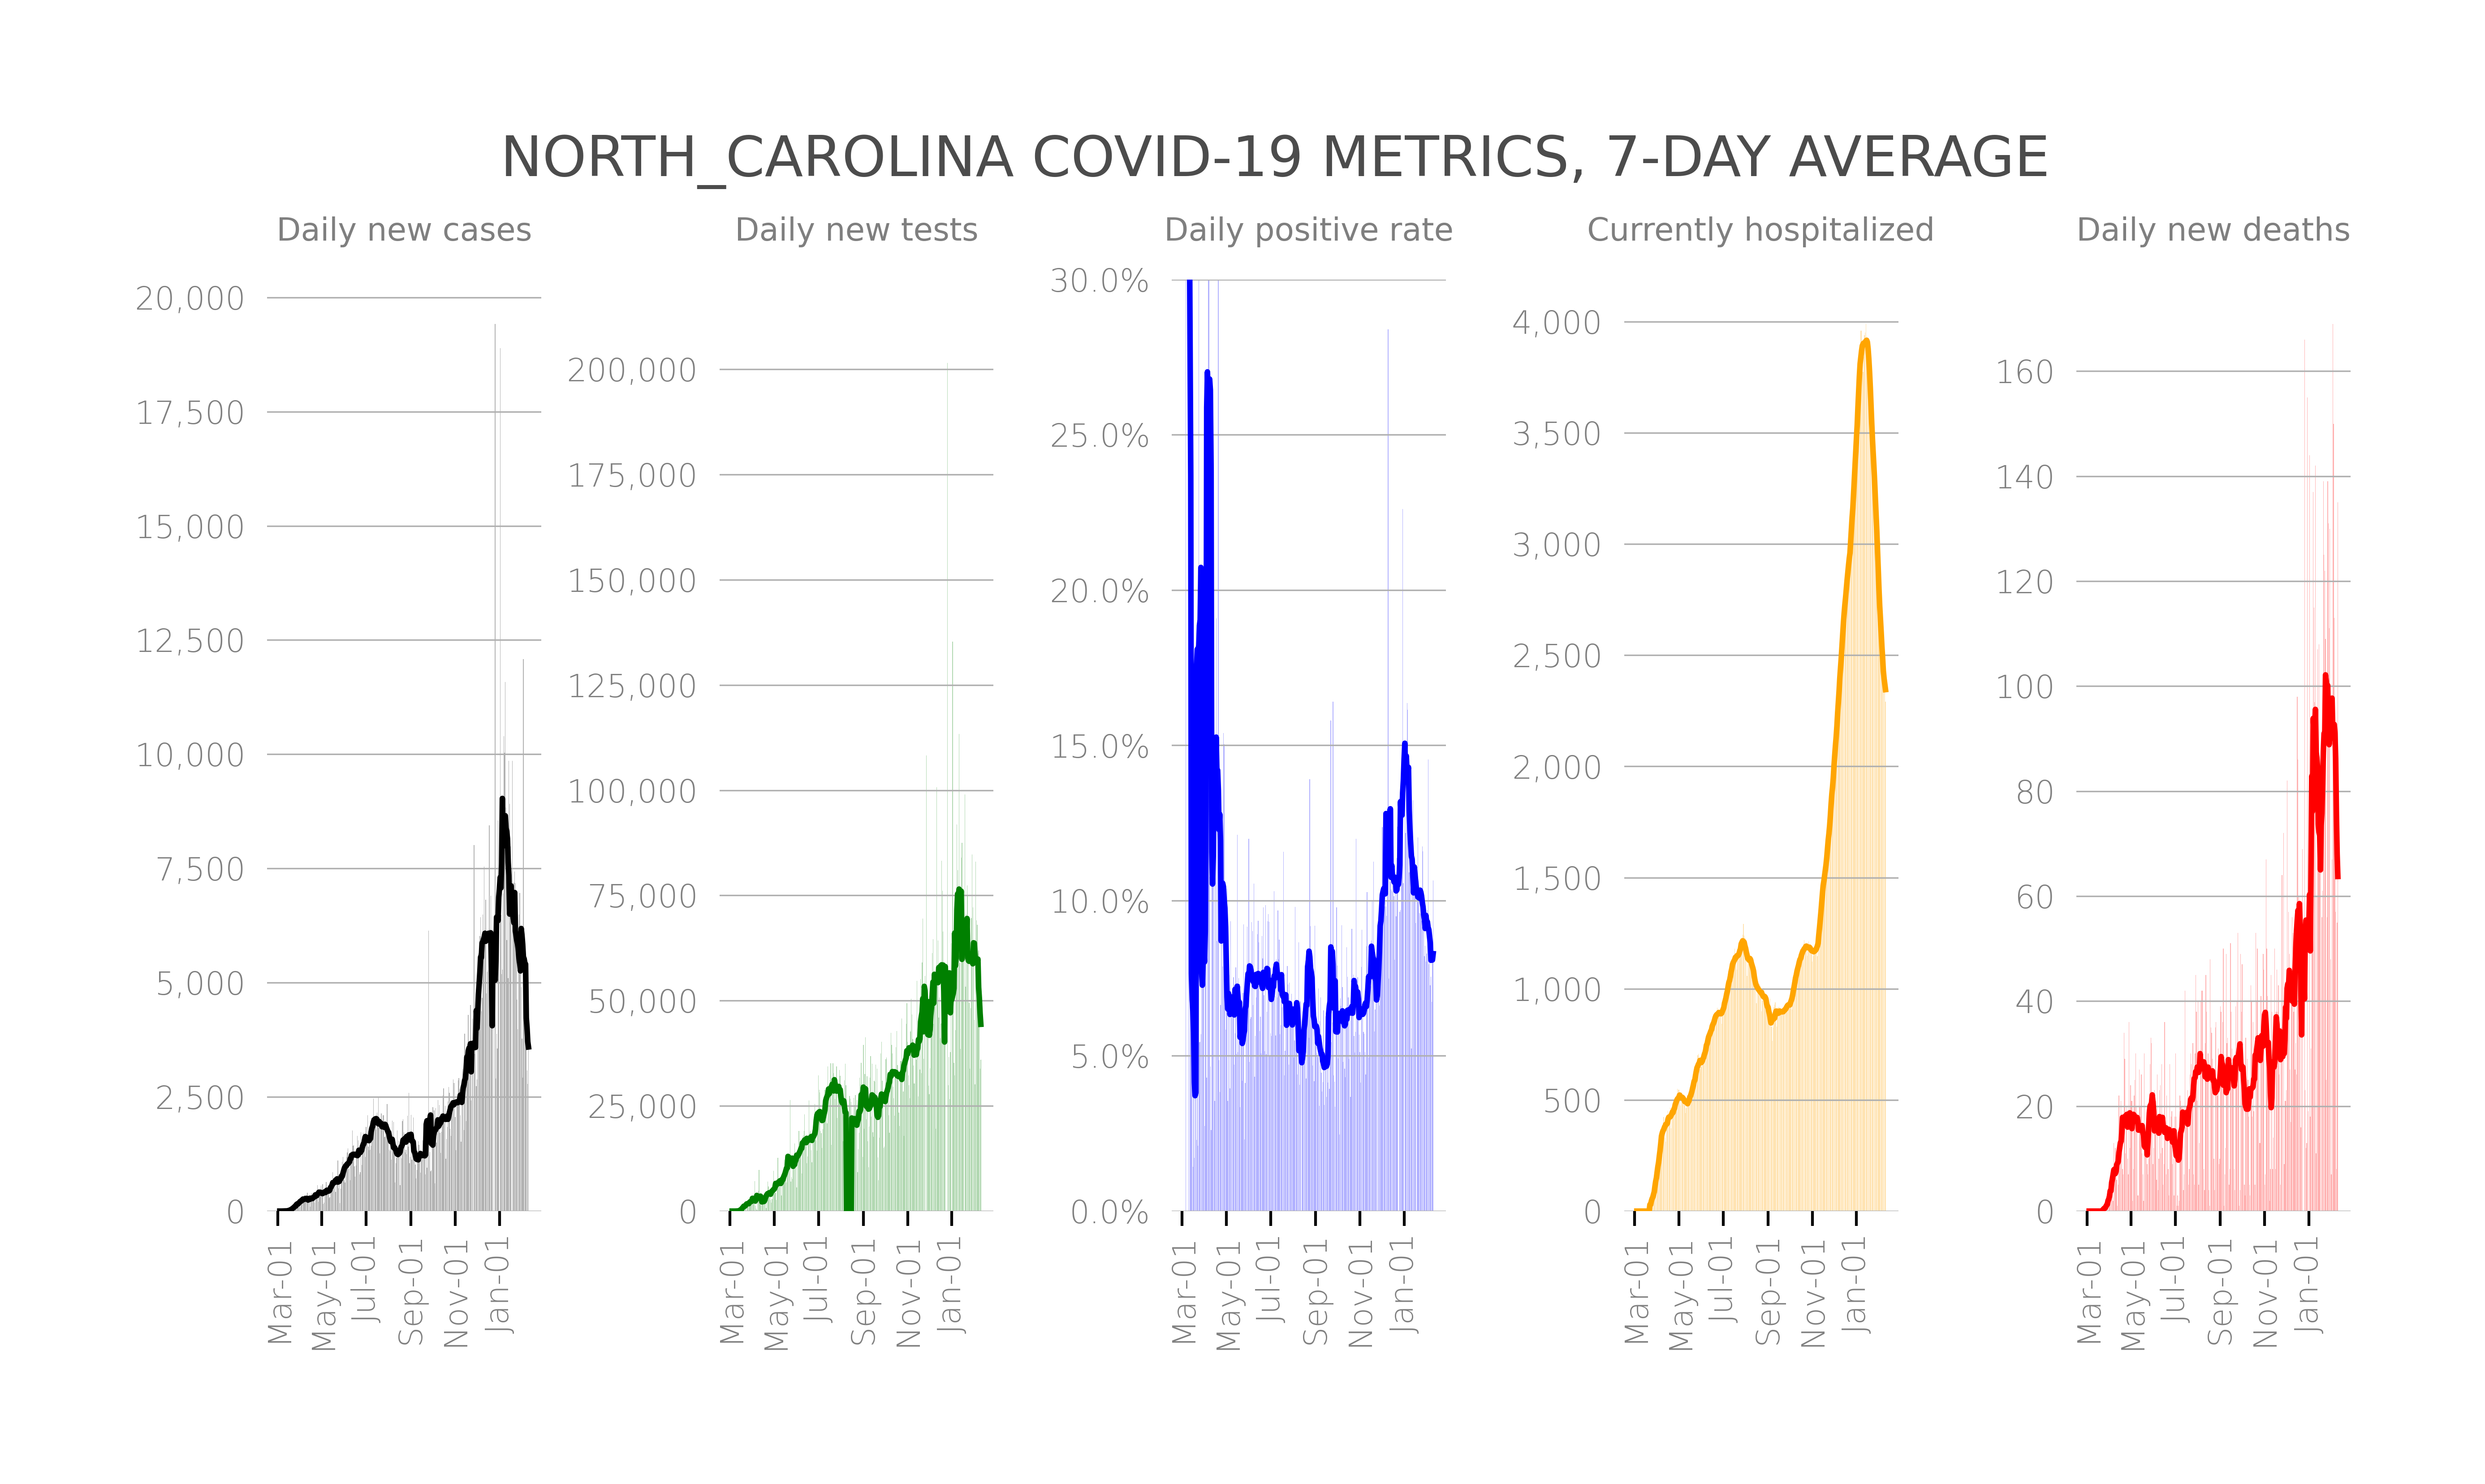 NORTH_CAROLINA COVID-19 METRICS, 7-DAY AVERAGE
Daily new cases
20,000
17,500
15,000
12,500
10,000
7,500
5,000
2,500
0
Mar-01
May-01
Jul-01
Sep-01
Nov-01
Jan-01
Daily new tests
200,000
175,000
150,000
125,000
100,000
75,000
50,000
25,000
0
Mar-01
May-01
Jul-01
Sep-01
Nov-01
Jan-01
Daily positive rate
30.0%
25.0%
20.0%
15.0%
10.0%
5.0%
0.0%
Mar-01
May-01
Jul-01
Sep-01
Nov-01
Jan-01
Currently hospitalized
4,000
3,500
3,000
2,500
2,000
1,500
1,000
500
0
Mar-01
May-01
Jul-01
Sep-01
Nov-01
Jan-01
Daily new deaths
160
140
120
100
80
60
40
20
0
Mar-01
May-01
Jul-01
Sep-01
Nov-01
Jan-01